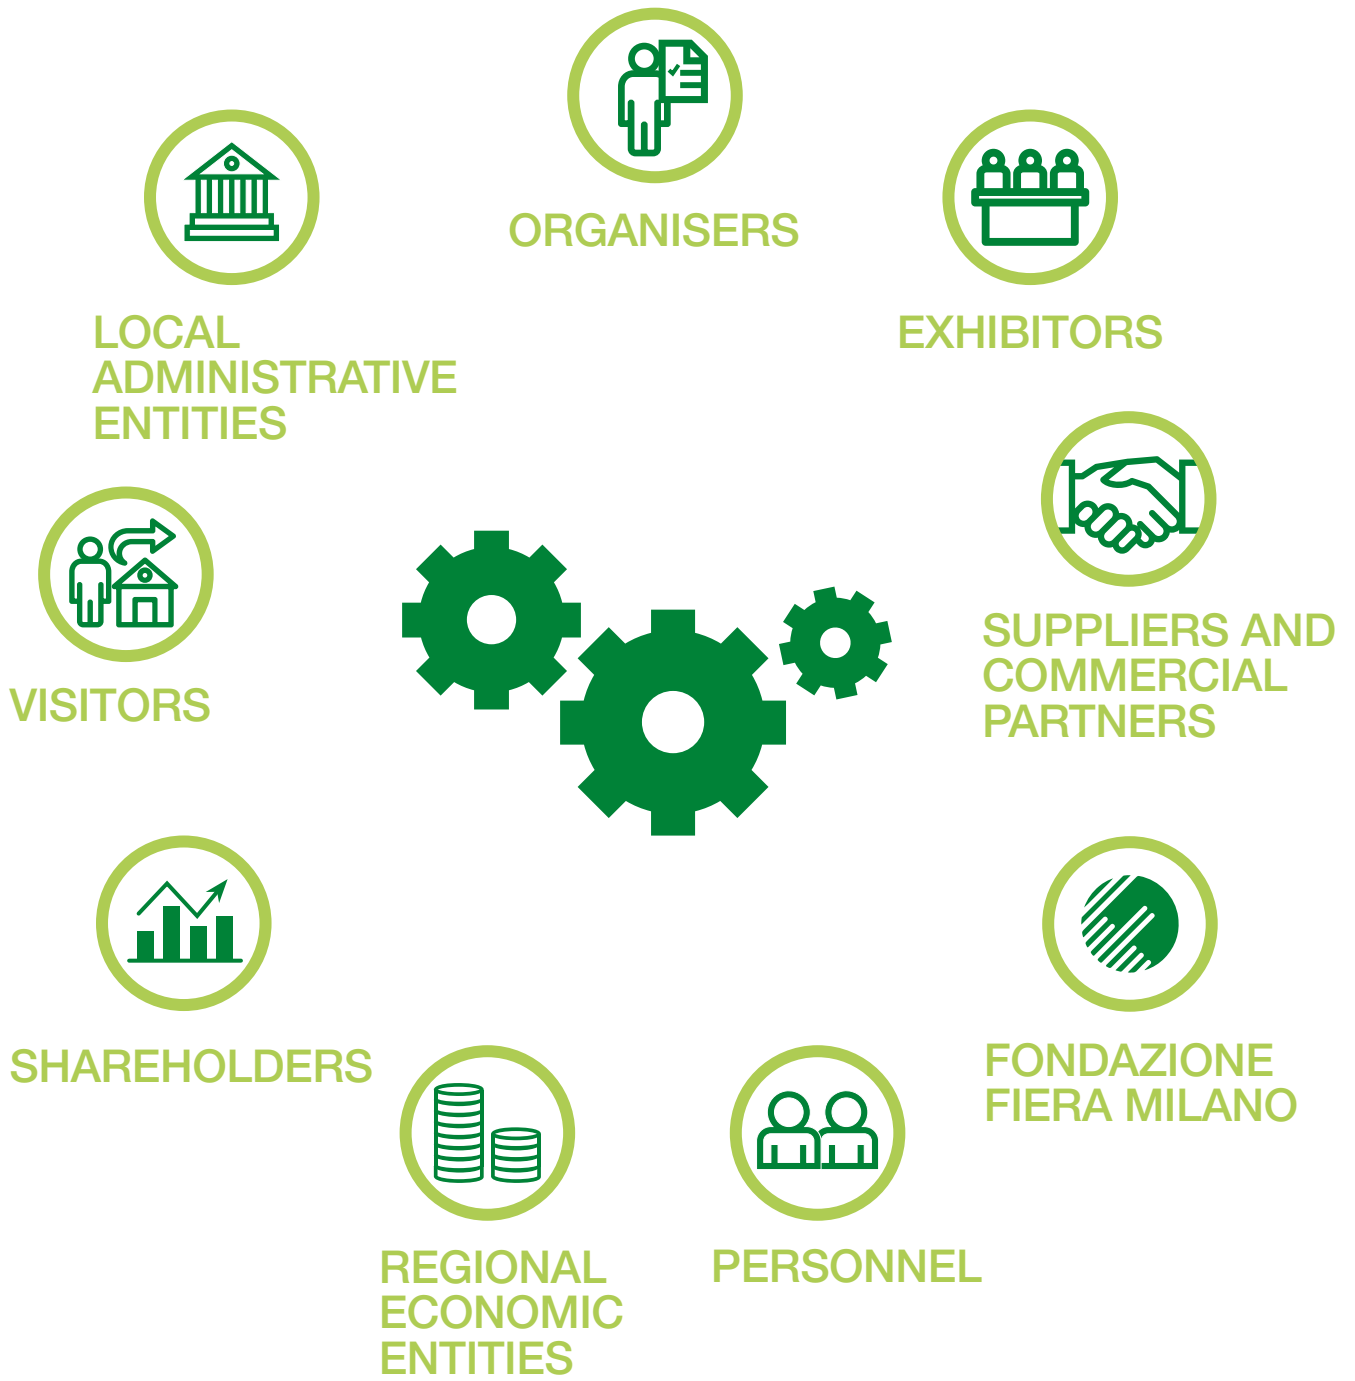 ORGANISERS
EXHIBITORS
LOCAL
ADMINISTRATIVE
ENTITIES
SUPPLIERS AND
COMMERCIAL
PARTNERS
VISITORS
SHAREHOLDERS
FONDAZIONE
FIERA MILANO
REGIONAL
ECONOMIC
ENTITIES
PERSONNEL